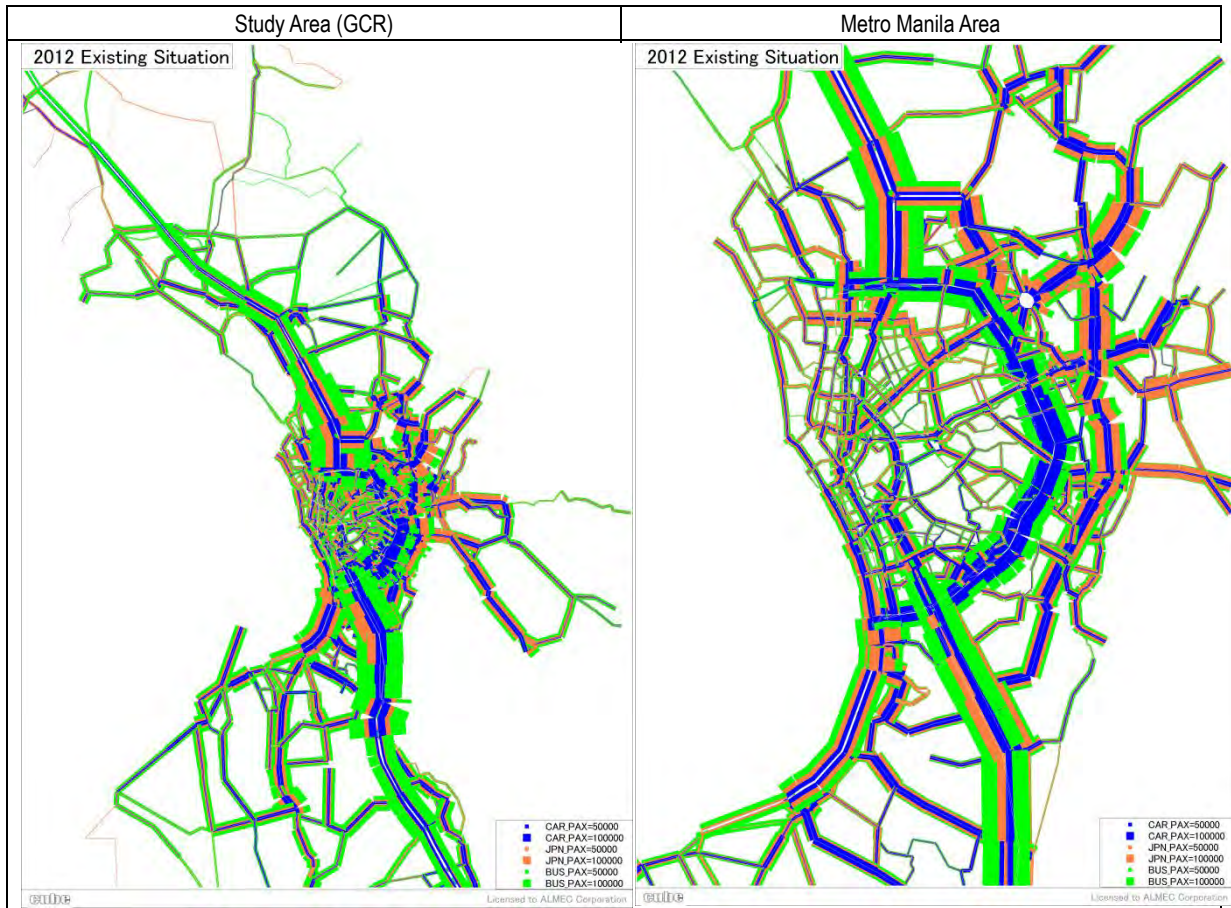 Study Area (GCR)
Metro Manila Area
2012 Existing Situation
2012 Existing Situation
CAR_PAX=50000
CAR_PAX=100000
JPN_PAX=50000
JPN_PAX=100000
BUS_PAX=50000
BUS_PAX=100000
CAR_PAX=50000
CAR_PAX=100000
JPN_PAX=50000
JPN_PAX=100000
BUS_PAX=50000
BUS_PAX=100000
cube
Licensed to ALMEC Corporation
cube
Licensed to ALMEC Corporation